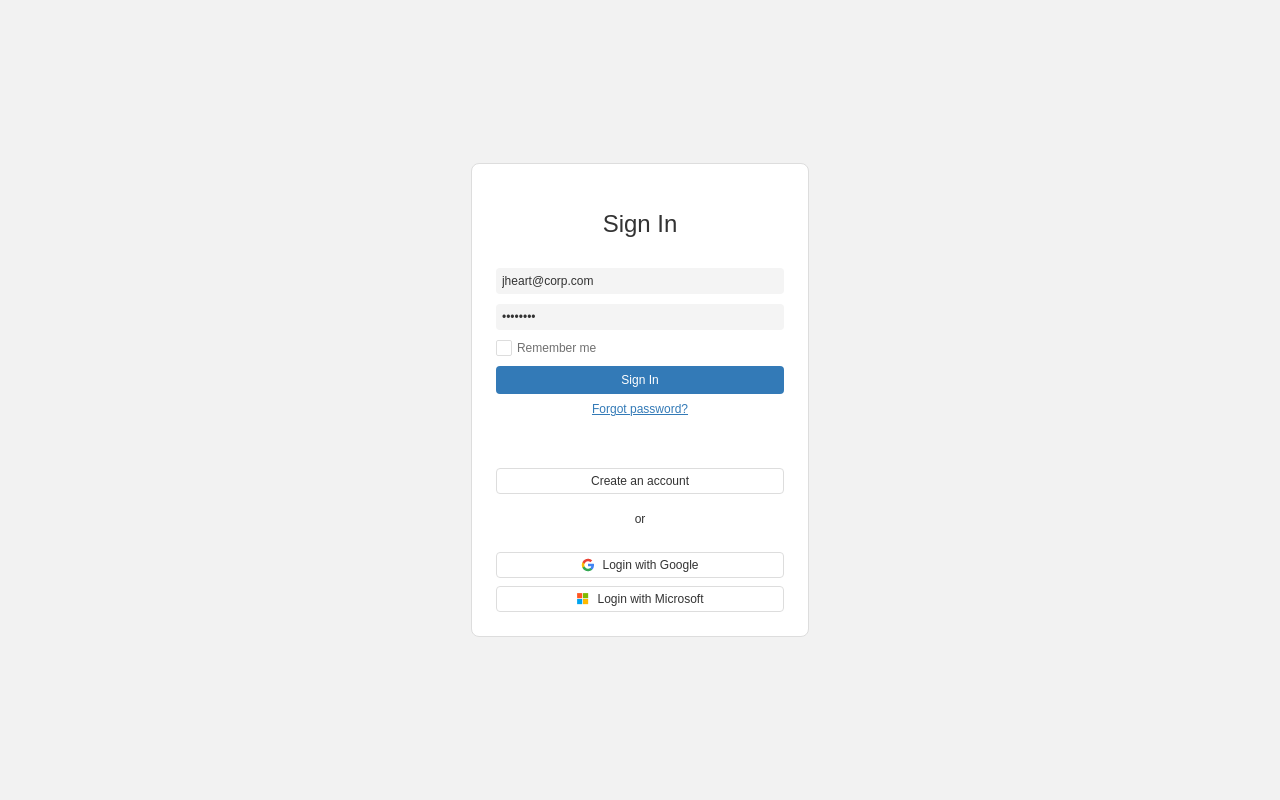 Sign In
jheart@corp.com
••••••••
Remember me
Sign In
Forgot password?
Create an account
or
Login with Google
Login with Microsoft